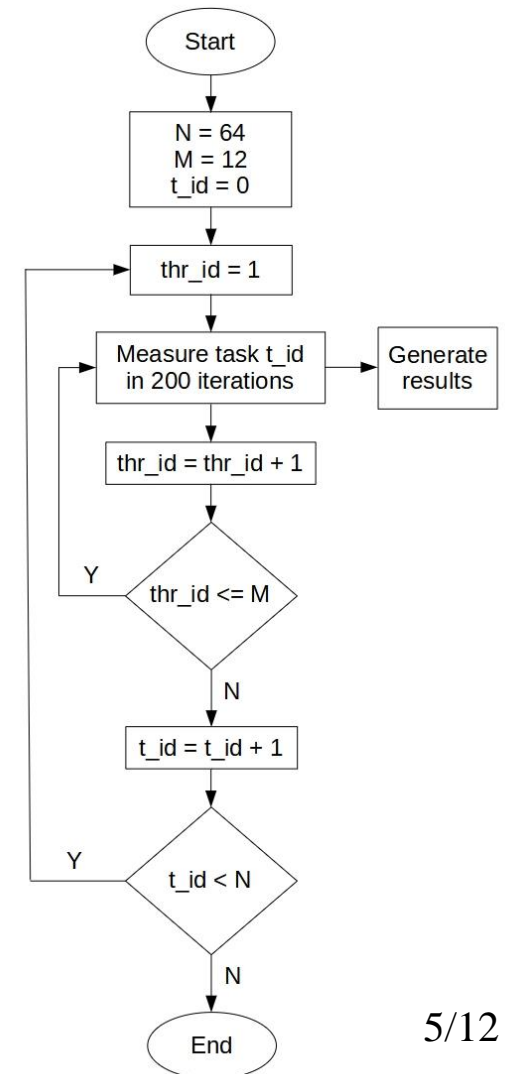 Start
N = 64
M = 12
t_id = 0
thr_id = 1
Measure task t_id
in 200 iterations
Generate
results
thr_id = thr_id + 1
Y
thr_id <= M
N
t_id = t_id + 1
Y
t_id < N
N
End
5/12